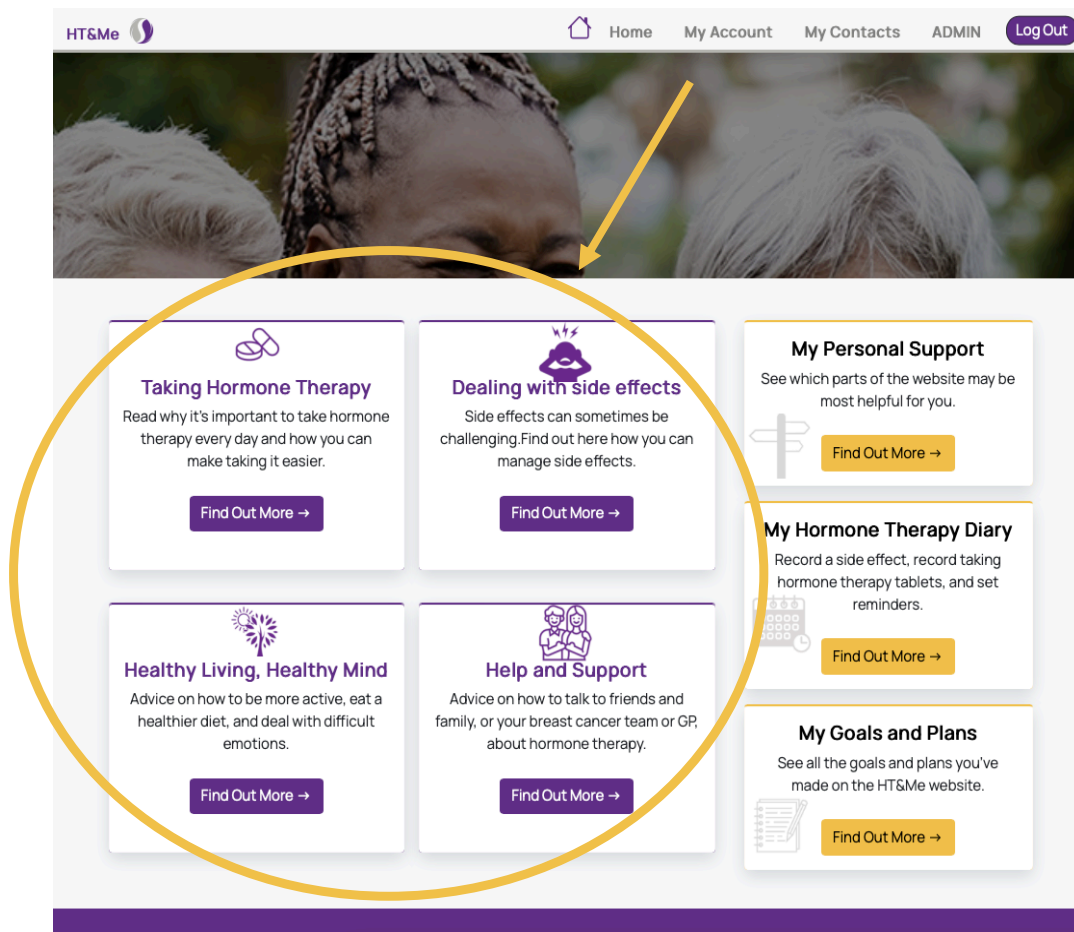 HT&Me
Home My Account My Contacts ADMIN Log Out
Taking Hormone Therapy
Read why it's important to take hormone
therapy every day and how you can
make taking it easier.
Find Out More →
Dealing with side effects
Side effects can sometimes be
challenging.Find out here how you can
manage side effects.
Find Out More →
Healthy Living, Healthy Mind
Advice on how to be more active, eat a
healthier diet, and deal with difficult
emotions.
Find Out More →
Help and Support
Advice on how to talk to friends and
family, or your breast cancer team or GP,
about hormone therapy.
Find Out More →
My Personal Support
See which parts of the website may be
most helpful for you.
Find Out More →
My Hormone Therapy Diary
Record a side effect, record taking
hormone therapy tablets, and set
reminders.
Find Out More →
My Goals and Plans
See all the goals and plans you've
made on the HT&Me website.
Find Out More →